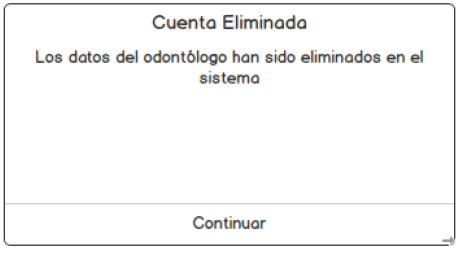 Cuenta Eliminada
Los datos del odontólogo han sido eliminados en el
sistema
Continuar